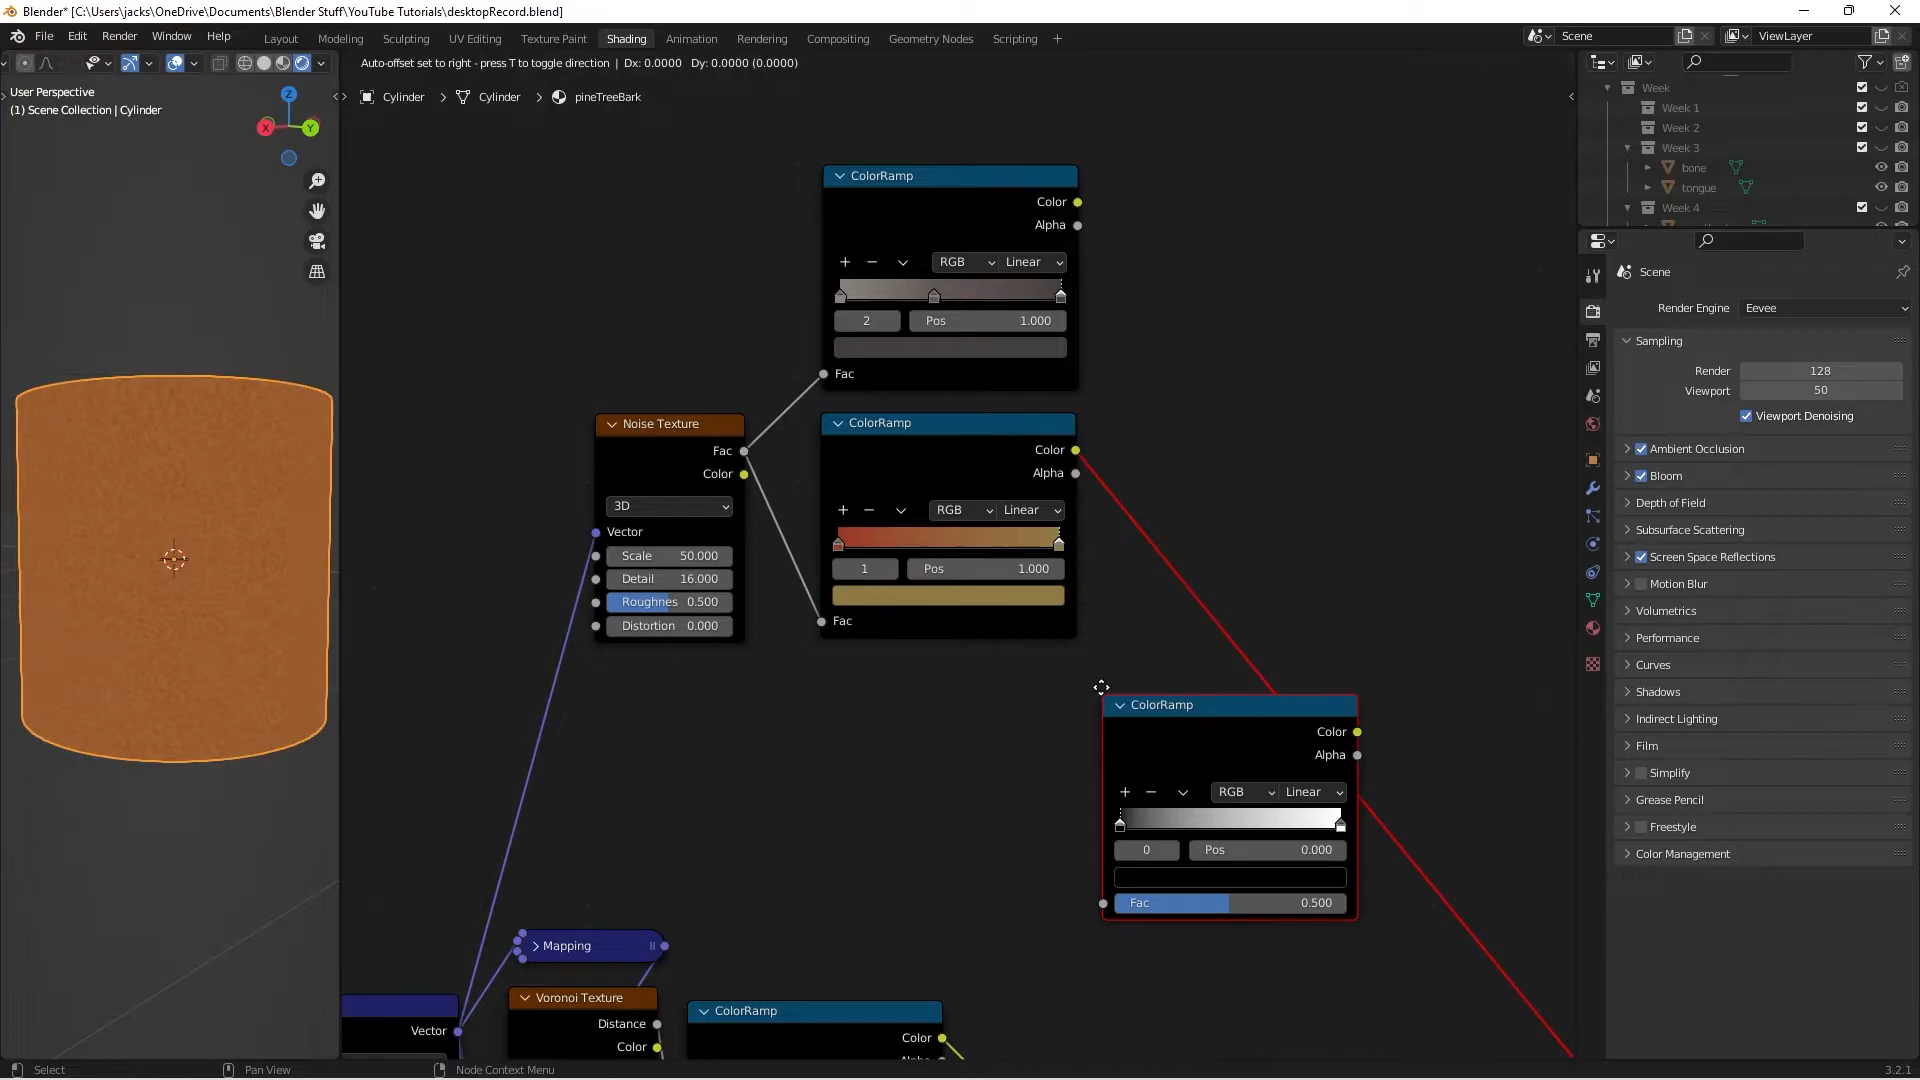 Blender* [C:\Users\jacks\OneDrive\Documents\Blender Stuff\YouTube Tutorials\desktopRecord.blend]
File Edit Render Window Help Layout Modeling Sculpting UV Editing Texture Paint Shading Animation Rendering Compositing Geometry Nodes Scripting + Scene ViewLayer
Auto-offset set to right - press T to toggle direction | Dx: 0.0000 Dy: 0.0000 (0.0000)
User Perspective
(1) Scene Collection | Cylinder
Z
X
Y
Cylinder > Cylinder > pineTreeBark
ColorRamp
Color
Alpha
RGB Linear
2 Pos 1.000
Fac
Noise Texture
Fac
Color
3D
Vector
Scale 50.000
Detail 16.000
Roughnes 0.500
Distortion 0.000
ColorRamp
Color
Alpha
RGB Linear
1 Pos 1.000
Fac
ColorRamp
Color
Alpha
RGB Linear
0 Pos 0.000
Fac 0.500
Mapping
Voronoi Texture
Distance
Color
Vector
ColorRamp
Color
Alpha
Week
Week 1
Week 2
Week 3
bone
tongue
Week 4
Scene
Render Engine Eevee
Sampling
Render 128
Viewport 50
Viewport Denoising
Ambient Occlusion
Bloom
Depth of Field
Subsurface Scattering
Screen Space Reflections
Motion Blur
Volumetrics
Performance
Curves
Shadows
Indirect Lighting
Film
Simplify
Grease Pencil
Freestyle
Color Management
Select Pan View Node Context Menu 3.2.1